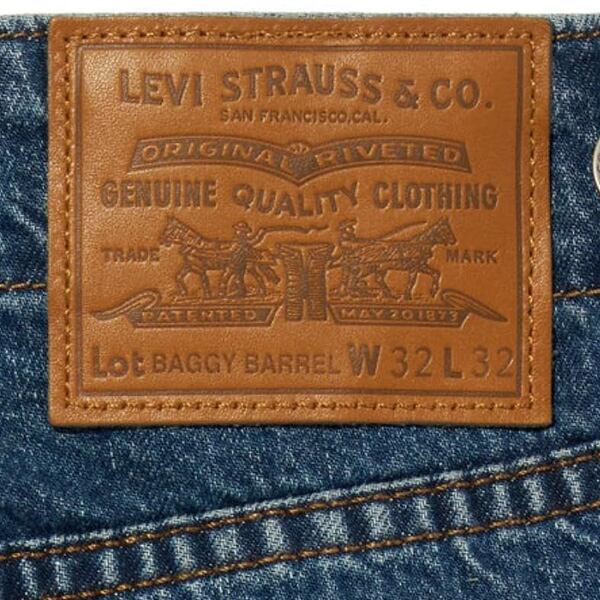 LEVI STRAUSS & CO.
SAN FRANCISCO, CAL.
ORIGINAL RIVETED
GENUINE QUALITY CLOTHING
TRADE MARK
PATENTED MAY 20 1873
Lot BAGGY BARREL W 32 L 32